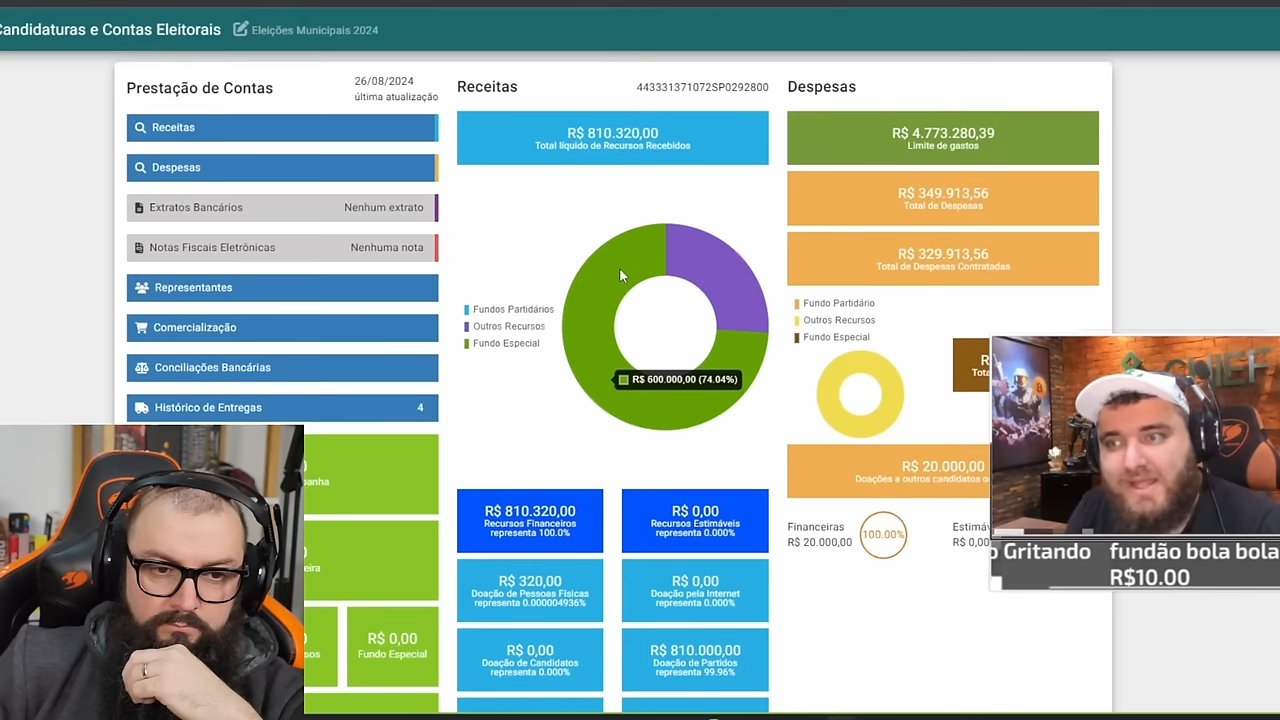 Candidaturas e Contas Eleitorais
Eleições Municipais 2024
Prestação de Contas
26/08/2024
última atualização
Receitas
Despesas
Extratos Bancários
Nenhum extrato
Notas Fiscais Eletrônicas
Nenhuma nota
Representantes
Comercialização
Conciliações Bancárias
Histórico de Entregas
4
R$ 0,00
Fundo Especial
Receitas
443331371072SP0292800
R$ 810.320,00
Total líquido de Recursos Recebidos
Fundos Partidários
Outros Recursos
Fundo Especial
R$ 600.000,00 (74.04%)
R$ 810.320,00
Recursos Financeiros
representa 100.0%
R$ 0,00
Recursos Estimáveis
representa 0.000%
R$ 320,00
Doação de Pessoas Físicas
representa 0.000004936%
R$ 0,00
Doação pela Internet
representa 0.000%
R$ 0,00
Doação de Candidatos
representa 0.000%
R$ 810.000,00
Doação de Partidos
representa 99.96%
Despesas
R$ 4.773.280,39
Limite de gastos
R$ 349.913,56
Total de Despesas
R$ 329.913,56
Total de Despesas Contratadas
Fundo Partidário
Outros Recursos
Fundo Especial
R$ 20.000,00
Doações a outros candidatos
Financeiras
R$ 20.000,00
100.00%
R$ 0,00
CHIEF
Gritando fundão bola bola
R$10.00